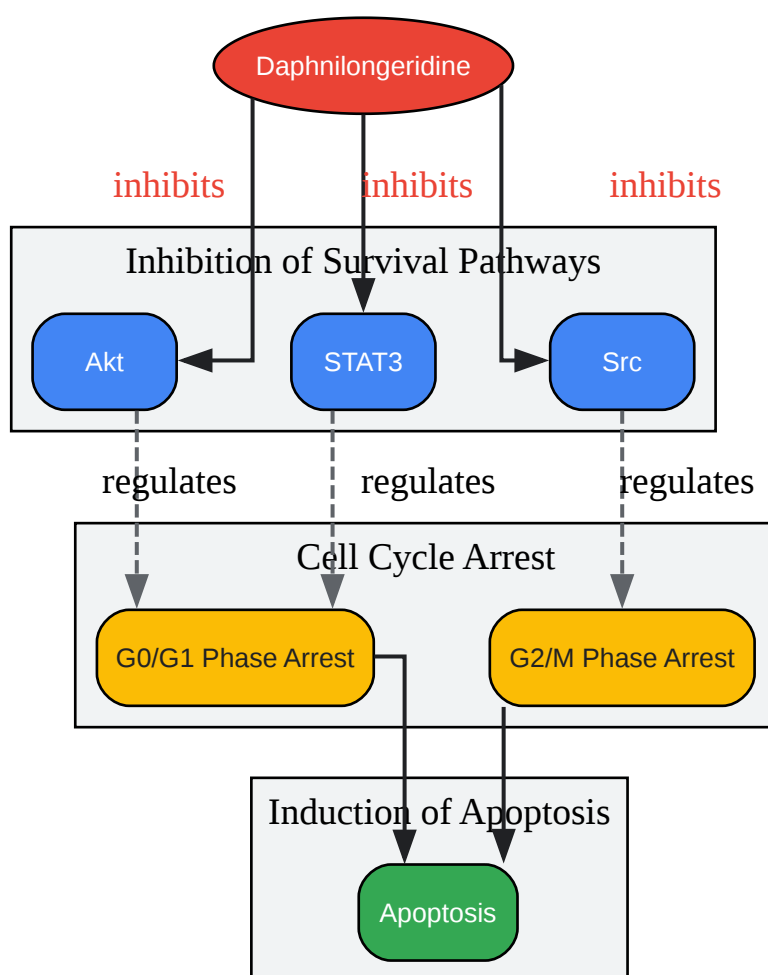 Daphnilongeridine
inhibits inhibits inhibits
Inhibition of Survival Pathways
Akt STAT3 Src
regulates regulates regulates
Cell Cycle Arrest
G0/G1 Phase Arrest G2/M Phase Arrest
Induction of Apoptosis
Apoptosis